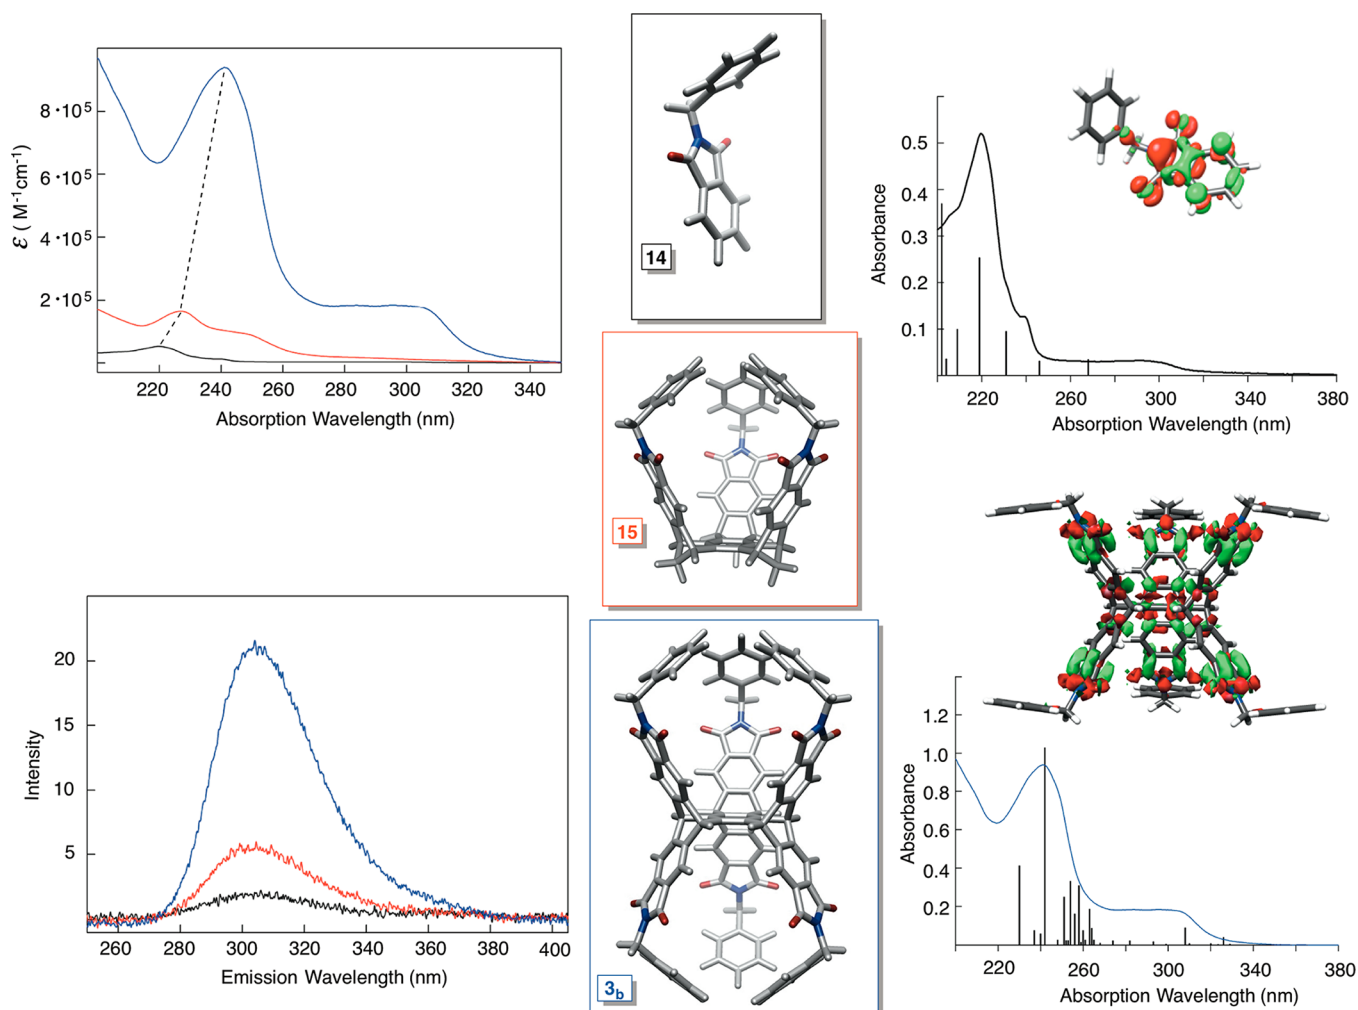 ε ( M⁻¹cm⁻¹)
8•10⁵
6•10⁵
4•10⁵
2•10⁵
220 240 260 280 300 320 340
Absorption Wavelength (nm)
14
15
3b
Absorbance
0.5
0.4
0.3
0.2
0.1
220 260 300 340 380
Absorption Wavelength (nm)
Intensity
20
15
10
5
260 280 300 320 340 360 380 400
Emission Wavelength (nm)
Absorbance
1.2
1.0
0.8
0.6
0.4
0.2
220 260 300 340 380
Absorption Wavelength (nm)